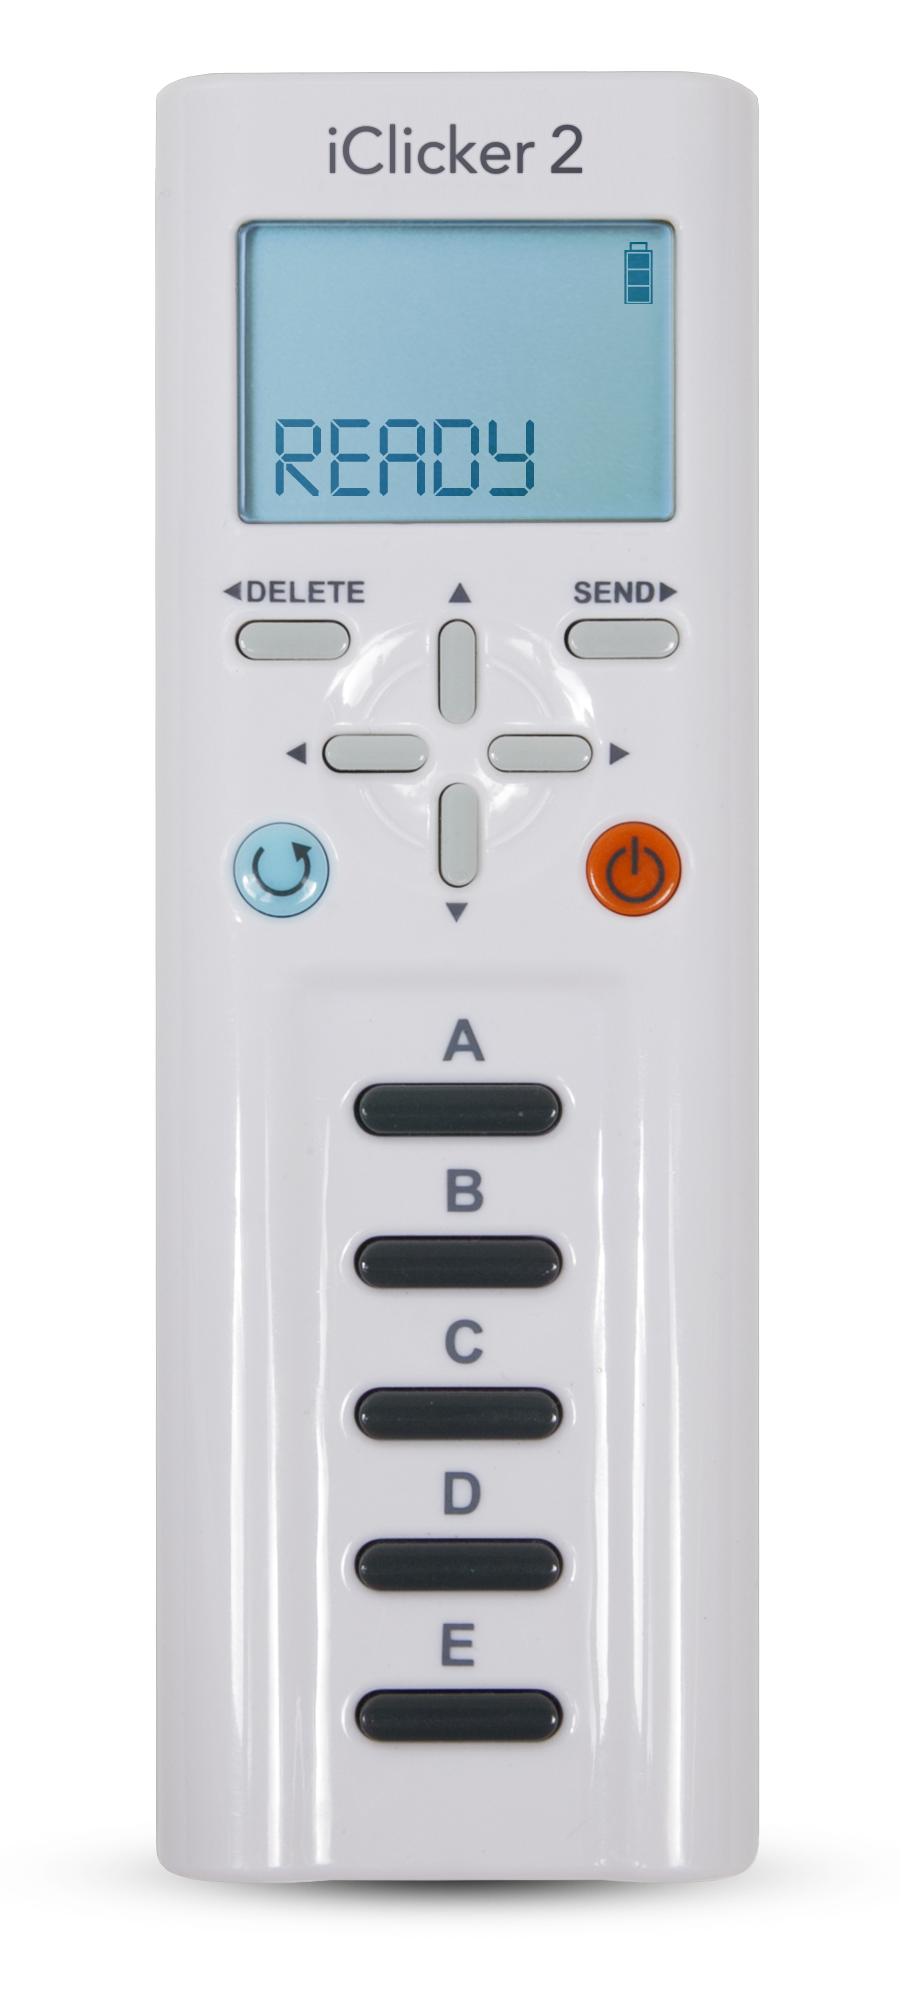 iClicker 2
READY
◀DELETE ▲ SEND▶
◀ ▶
▼
A
B
C
D
E